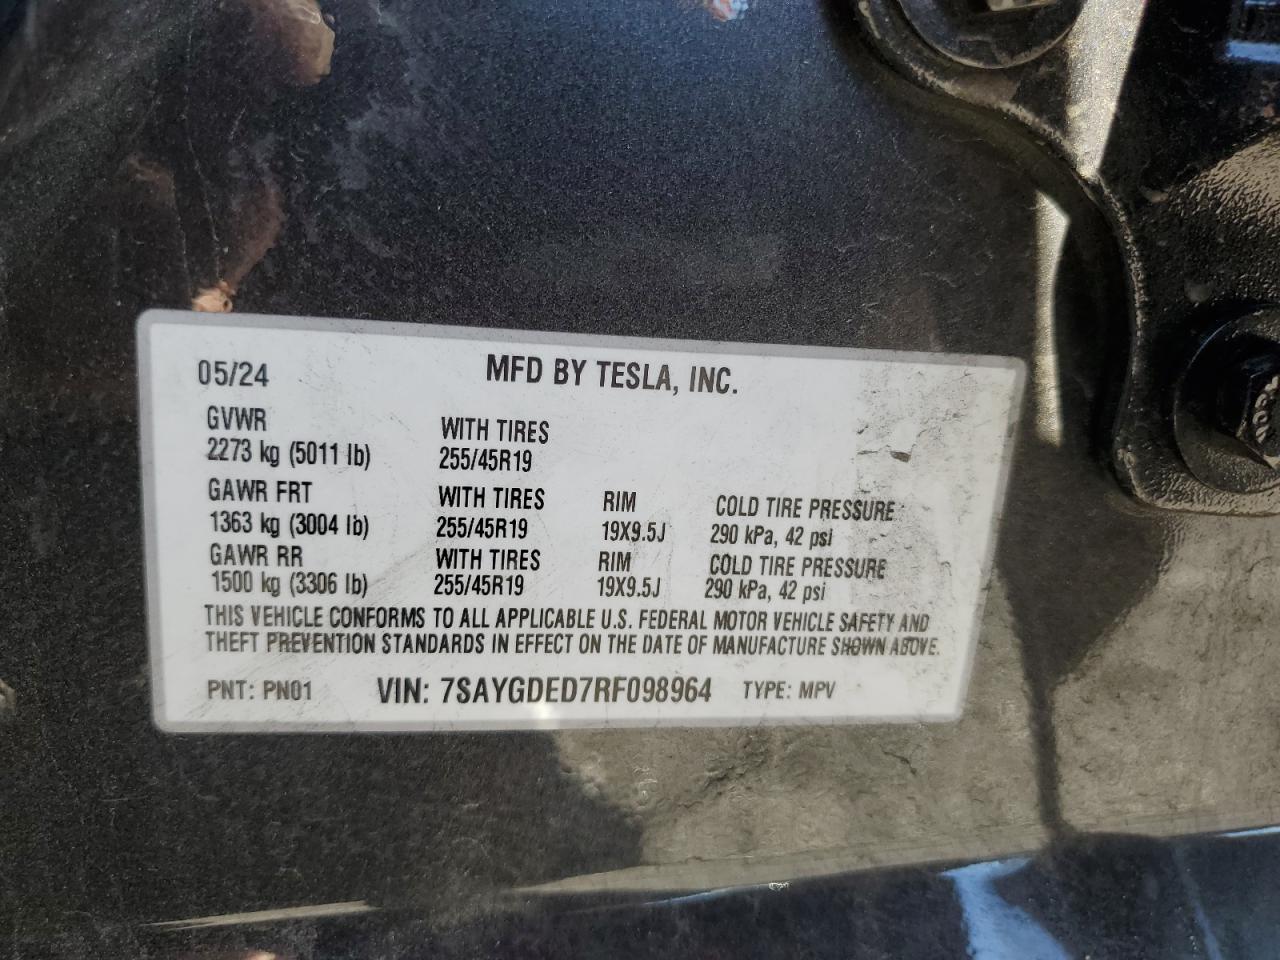 05/24 MFD BY TESLA, INC.
GVWR WITH TIRES
2273 kg (5011 lb) 255/45R19
GAWR FRT WITH TIRES RIM COLD TIRE PRESSURE
1363 kg (3004 lb) 255/45R19 19X9.5J 290 kPa, 42 psi
GAWR RR WITH TIRES RIM COLD TIRE PRESSURE
1500 kg (3306 lb) 255/45R19 19X9.5J 290 kPa, 42 psi
THIS VEHICLE CONFORMS TO ALL APPLICABLE U.S. FEDERAL MOTOR VEHICLE SAFETY AND
THEFT PREVENTION STANDARDS IN EFFECT ON THE DATE OF MANUFACTURE SHOWN ABOVE.
PNT: PN01 VIN: 7SAYGDED7RF098964 TYPE: MPV